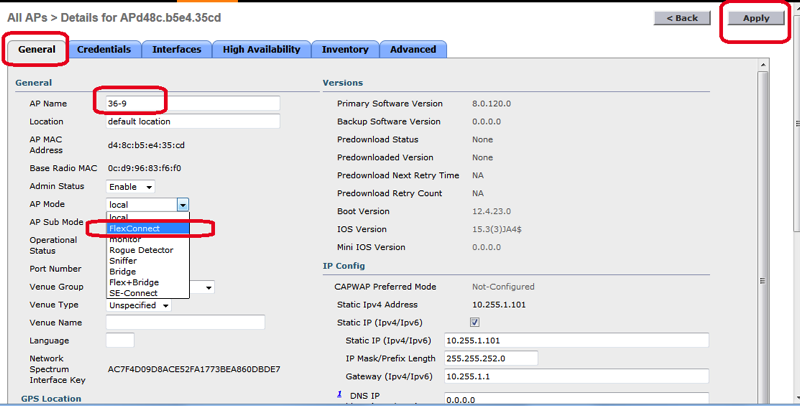 All APs > Details for APd48c.b5e4.35cd
< Back
Apply
General
Credentials
Interfaces
High Availability
Inventory
Advanced
General
AP Name
36-9
Location
default location
AP MAC Address
d4:8c:b5:e4:35:cd
Base Radio MAC
0c:d9:96:83:f6:f0
Admin Status
Enable
AP Mode
local
local
FlexConnect
monitor
Rogue Detector
Sniffer
Bridge
Flex+Bridge
SE-Connect
AP Sub Mode
Operational Status
Port Number
Venue Group
Venue Type
Unspecified
Venue Name
Language
Network Spectrum Interface Key
AC7F4D09D8ACE52FA1773BEA860DBDE7
GPS Location
Versions
Primary Software Version
8.0.120.0
Backup Software Version
0.0.0.0
Predownload Status
None
Predownloaded Version
None
Predownload Next Retry Time
NA
Predownload Retry Count
NA
Boot Version
12.4.23.0
IOS Version
15.3(3)JA4$
Mini IOS Version
0.0.0.0
IP Config
CAPWAP Preferred Mode
Not-Configured
Static Ipv4 Address
10.255.1.101
Static IP (Ipv4/Ipv6)
Static IP (Ipv4/Ipv6)
10.255.1.101
IP Mask/Prefix Length
255.255.252.0
Gateway (Ipv4/Ipv6)
10.255.1.1
1 DNS IP
0.0.0.0